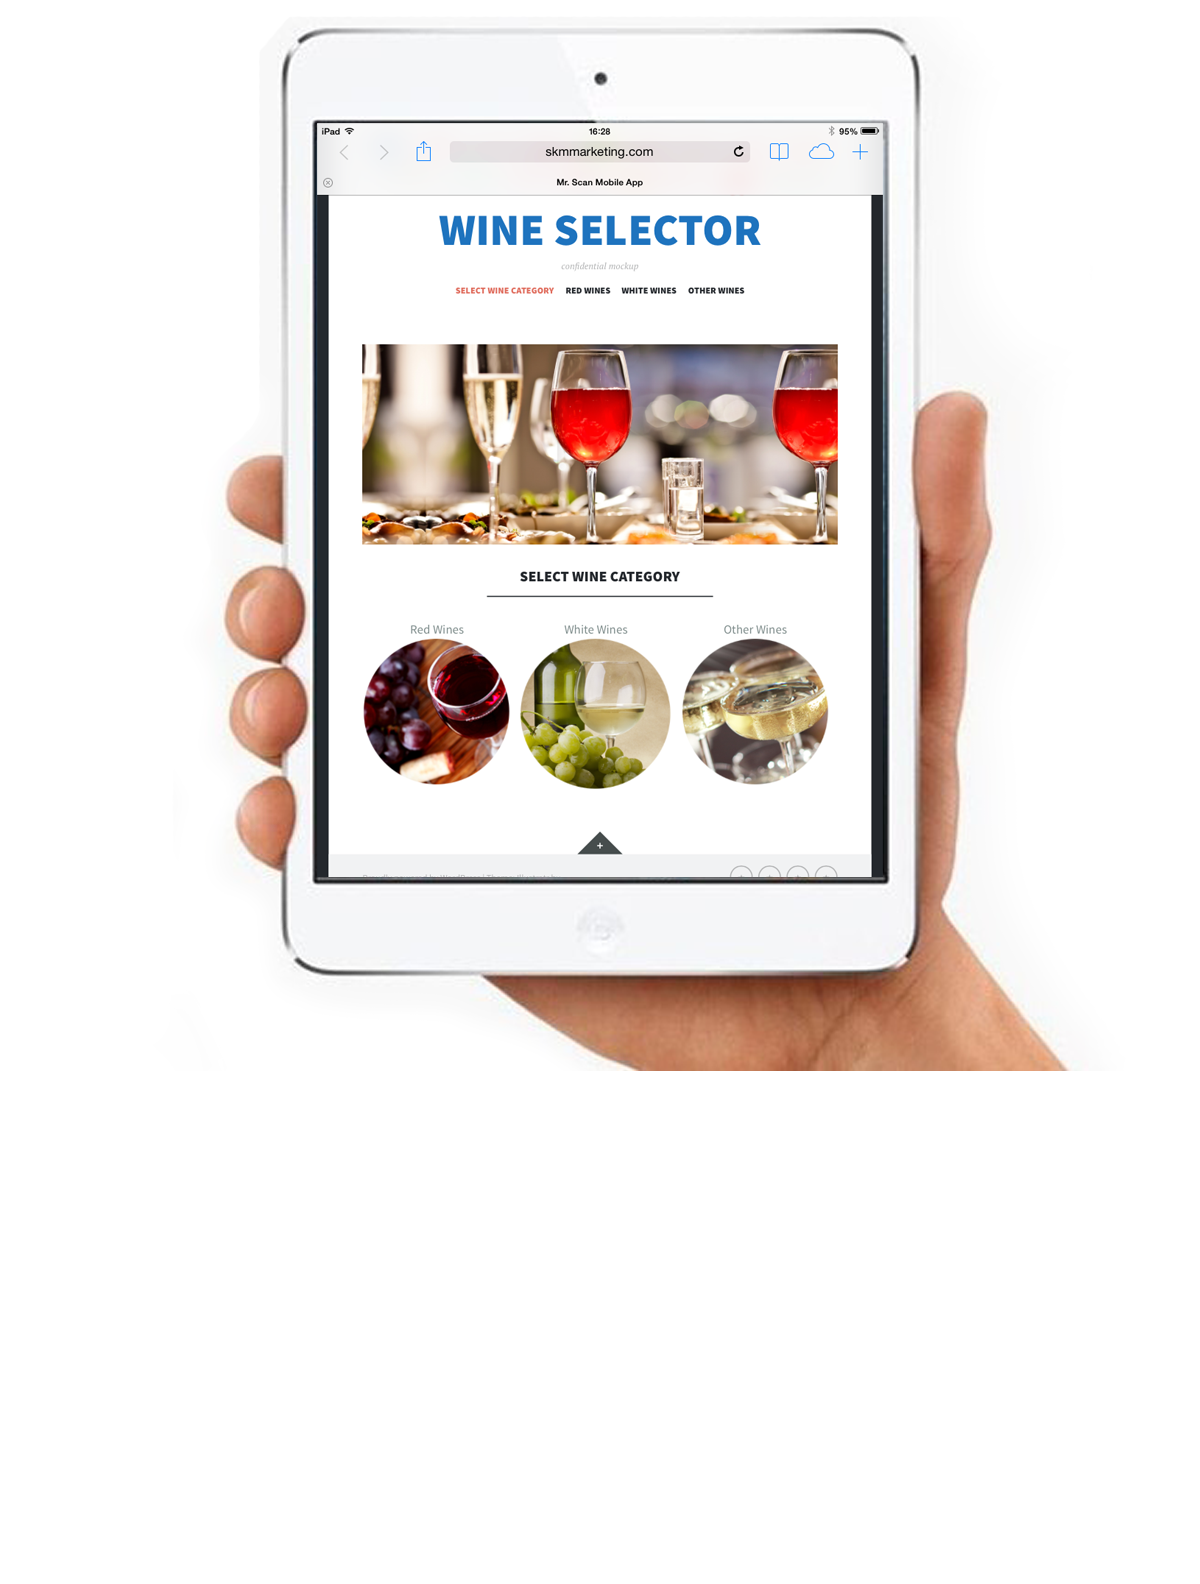 iPad 16:28 95%
skmmarketing.com
Mr. Scan Mobile App
WINE SELECTOR
confidential mockup
SELECT WINE CATEGORY RED WINES WHITE WINES OTHER WINES
SELECT WINE CATEGORY
Red Wines White Wines Other Wines
+